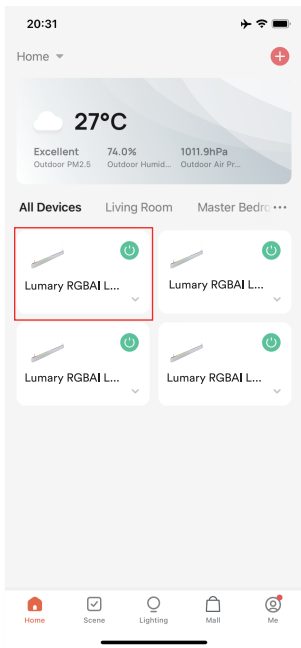 20:31
Home
27°C
Excellent 74.0% 1011.9hPa
Outdoor PM2.5 Outdoor Humid... Outdoor Air Pr...
All Devices Living Room Master Bedro ...
Lumary RGBAI L... Lumary RGBAI L...
Lumary RGBAI L... Lumary RGBAI L...
Home Scene Lighting Mall Me